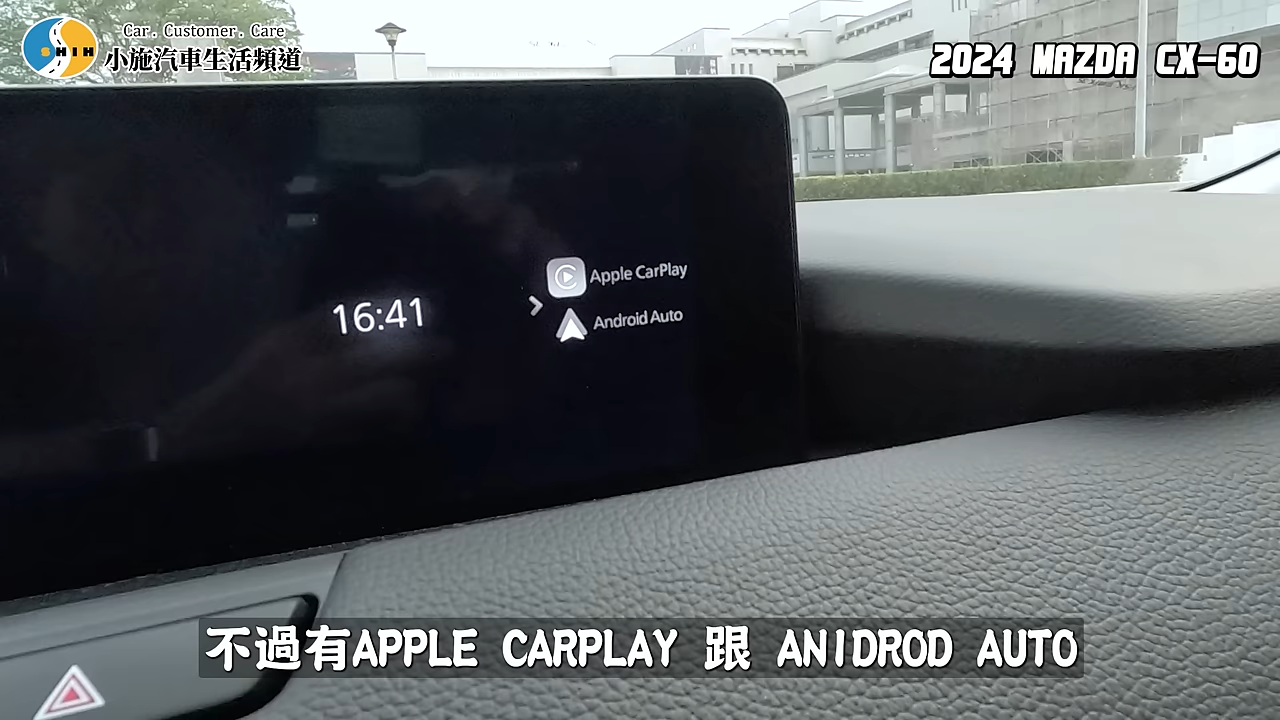 Car. Customer. Care
SHIH
小施汽車生活頻道
2024 MAZDA CX-60
16:41
Apple CarPlay
Android Auto
不過有APPLE CARPLAY 跟 ANIDROD AUTO